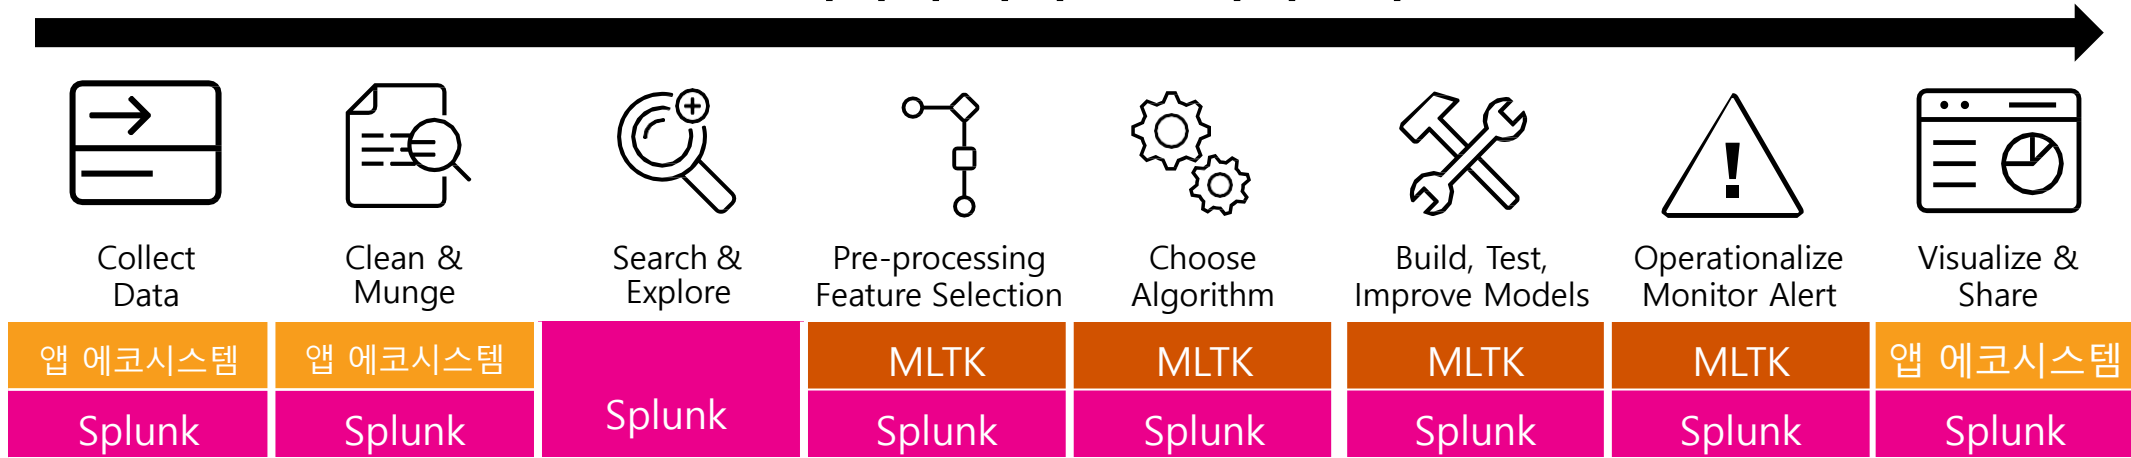 Collect
Data
Clean &
Munge
Search &
Explore
Pre-processing
Feature Selection
Choose
Algorithm
Build, Test,
Improve Models
Operationalize
Monitor Alert
Visualize &
Share
앱 에코시스템
앱 에코시스템
MLTK
MLTK
MLTK
MLTK
앱 에코시스템
Splunk
Splunk
Splunk
Splunk
Splunk
Splunk
Splunk
Splunk